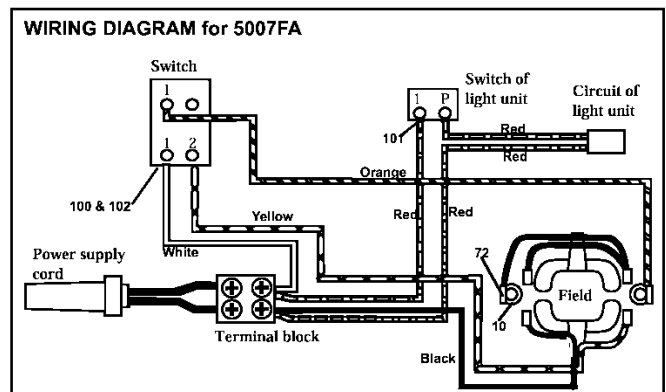 WIRING DIAGRAM for 5007FA
Switch
1
1 2
100 & 102
Switch of
light unit
1 P
101
Circuit of
light unit
Red
Red
Orange
Red
Red
Yellow
White
Power supply
cord
Terminal block
72
10
Field
Black